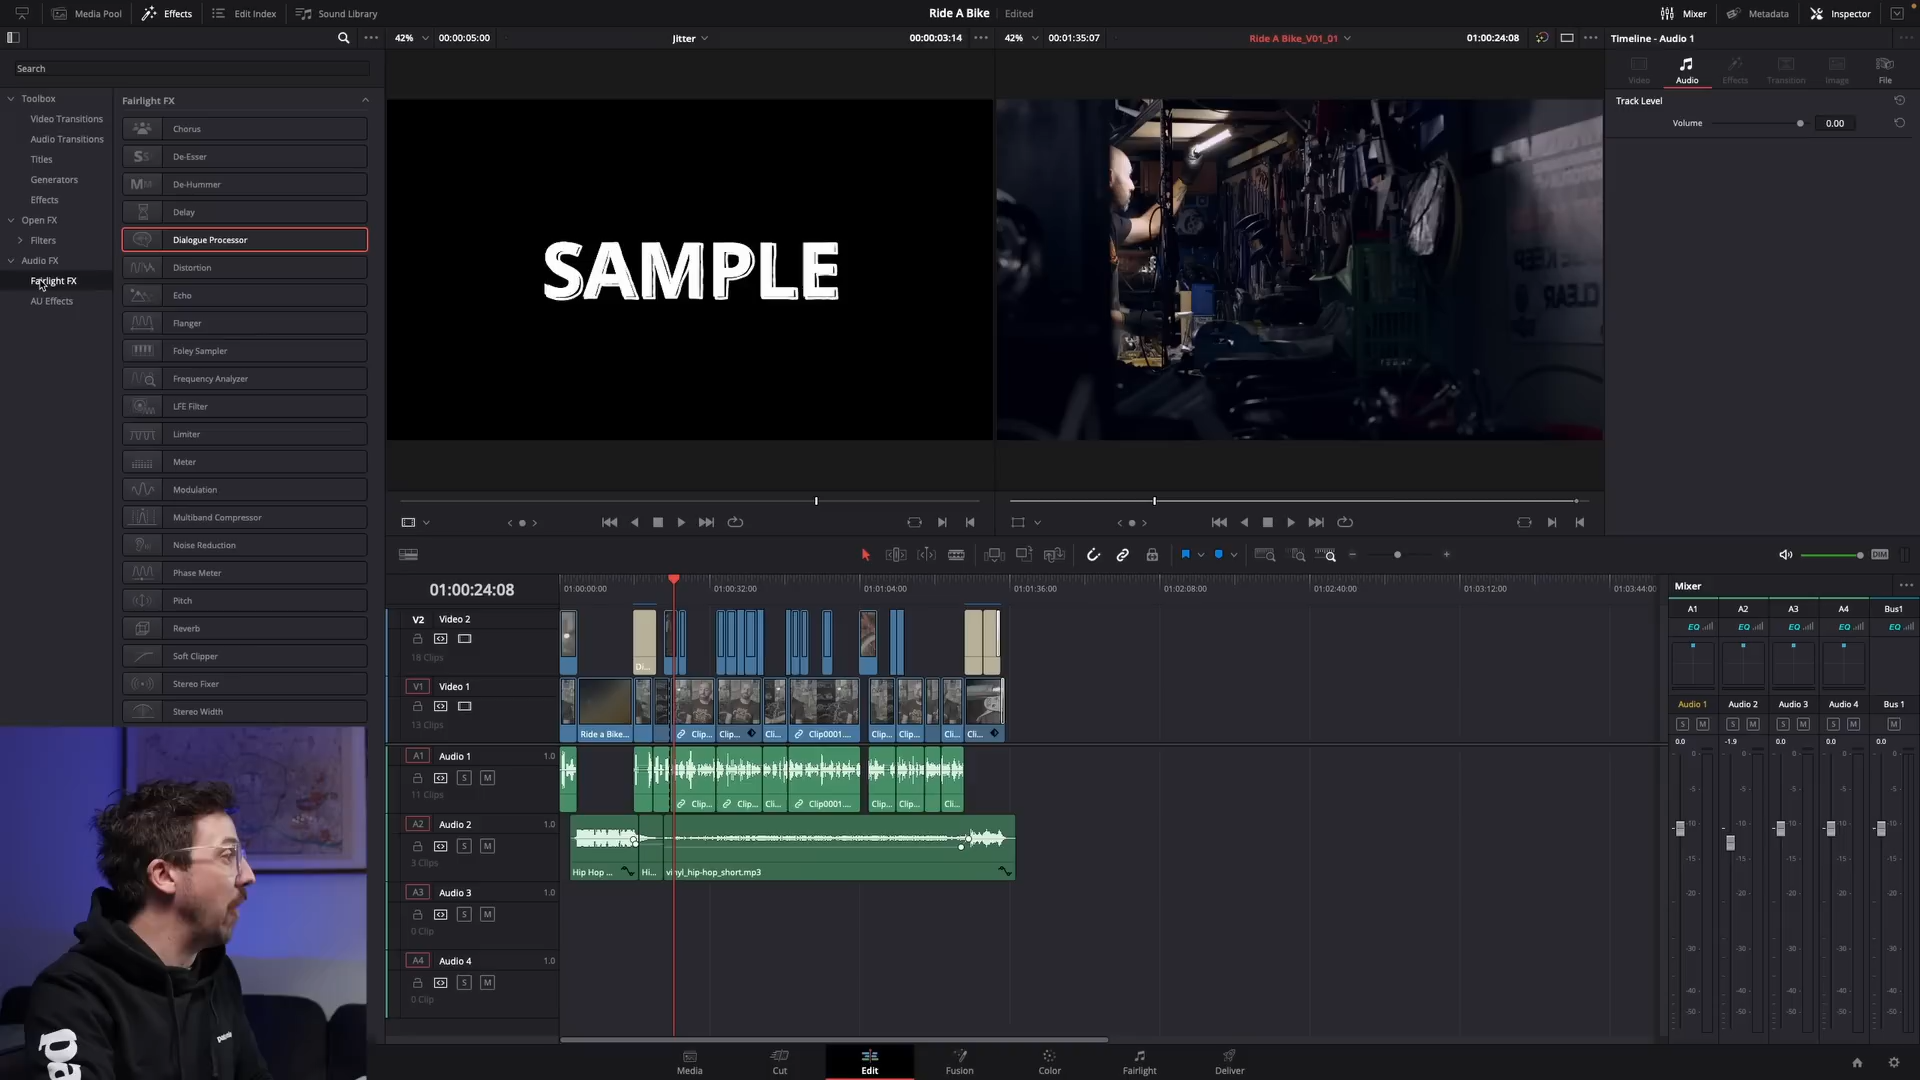 Media Pool
Effects
Edit Index
Sound Library
Ride A Bike
Edited
Mixer
Metadata
Inspector
42%
00:00:05:00
Jitter
00:00:03:14
42%
00:01:35:07
Ride A Bike_V01_01
01:00:24:08
Timeline - Audio 1
Search
Video
Audio
Effects
Transition
Image
File
Toolbox
Video Transitions
Audio Transitions
Titles
Generators
Effects
Open FX
Filters
Audio FX
Fairlight FX
AU Effects
Fairlight FX
Chorus
De-Esser
De-Hummer
Delay
Dialogue Processor
Distortion
Echo
Flanger
Foley Sampler
Frequency Analyzer
LFE Filter
Limiter
Meter
Modulation
Multiband Compressor
Noise Reduction
Phase Meter
Pitch
Reverb
Soft Clipper
Stereo Fixer
Stereo Width
SAMPLE
Track Level
Volume
0.00
DIM
01:00:24:08
01:00:00:00
01:00:32:00
01:01:04:00
01:01:36:00
01:02:08:00
01:02:40:00
01:03:12:00
01:03:44:00
V2
Video 2
18 Clips
Di...
V1
Video 1
13 Clips
Ride a Bike...
Clip...
Clip...
Cli...
Clip0001....
Clip...
Clip...
Cli...
Cli...
A1
Audio 1
1.0
S
M
11 Clips
Clip...
Clip...
Cli...
Clip0001....
Clip...
Clip...
Cli...
A2
Audio 2
1.0
S
M
3 Clips
Hip Hop ...
Hi...
vinyl_hip-hop_short.mp3
A3
Audio 3
1.0
S
M
0 Clip
A4
Audio 4
1.0
S
M
0 Clip
Mixer
A1
A2
A3
A4
Bus1
EQ
EQ
EQ
EQ
EQ
Audio 1
Audio 2
Audio 3
Audio 4
Bus 1
S M
S M
S M
S M
M
0.0
-1.9
0.0
0.0
0.0
Media
Cut
Edit
Fusion
Color
Fairlight
Deliver